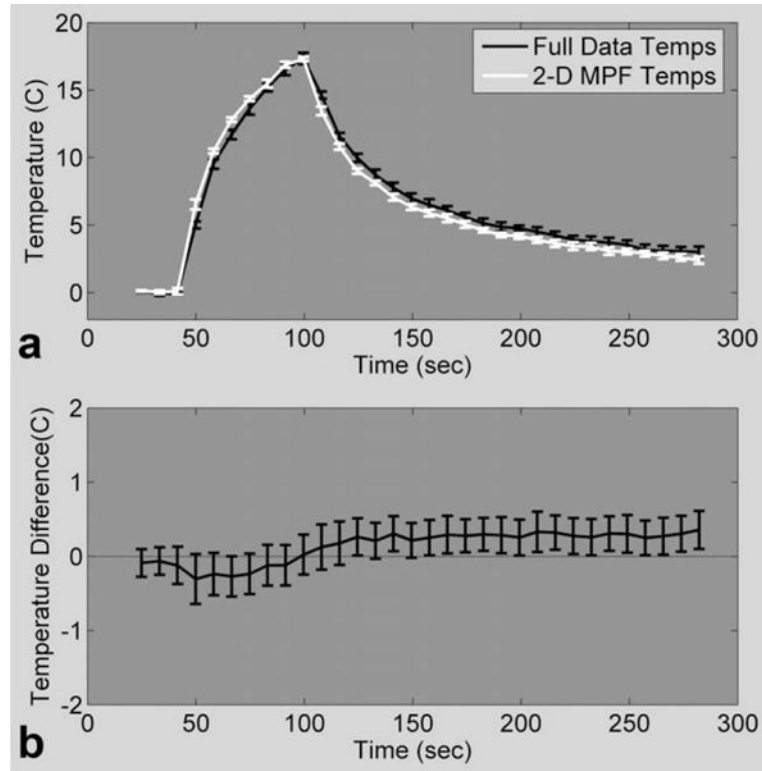 20
15
10
5
0
Temperature (C)
Full Data Temps
2-D MPF Temps
0 50 100 150 200 250 300
Time (sec)
a
2
1
0
-1
-2
Temperature Difference(C)
0 50 100 150 200 250 300
Time (sec)
b